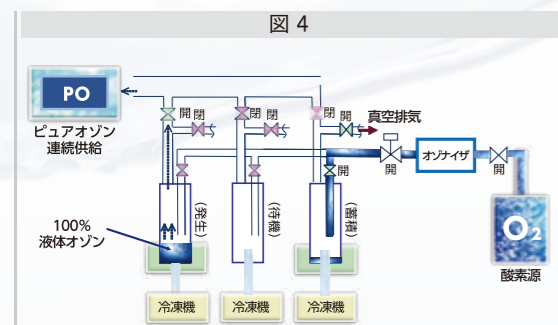 図 4
PO
ピュアオゾン
連続供給
開
閉
閉
閉
閉
開
真空排気
開
開
オゾナイザ
開
(発生)
(待機)
(蓄積)
100%
液体オゾン
O2
酸素源
冷凍機
冷凍機
冷凍機